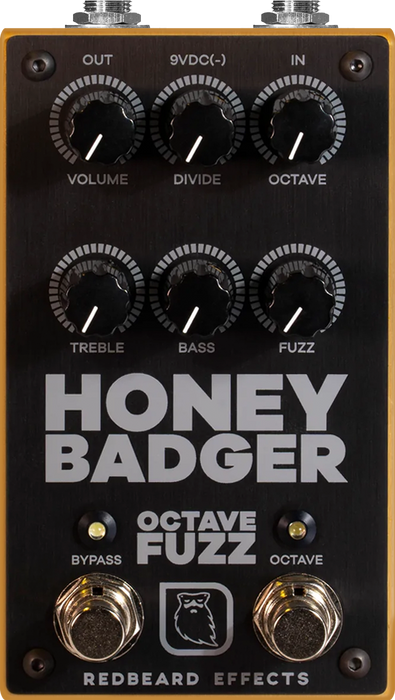 OUT 9VDC(-) IN
VOLUME DIVIDE OCTAVE
TREBLE BASS FUZZ
HONEY
BADGER
OCTAVE
FUZZ
BYPASS OCTAVE
REDBEARD EFFECTS